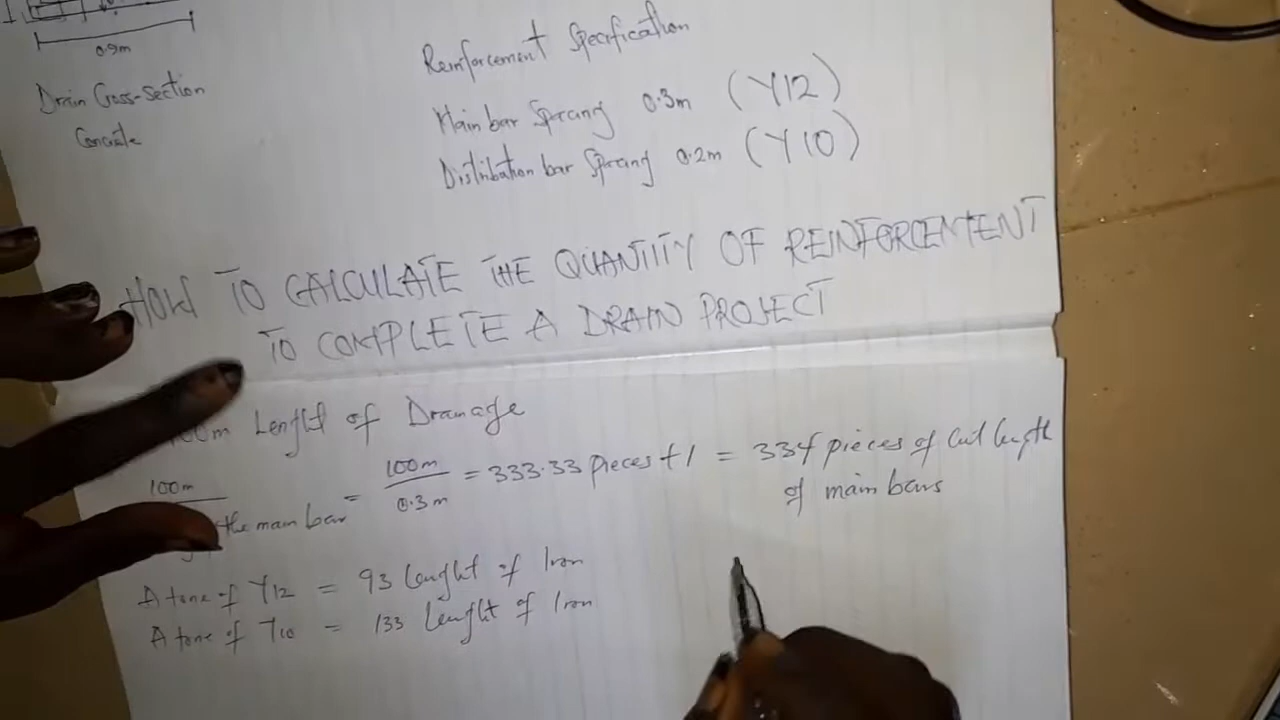 0.9m
Drain Cross-Section
Concrete
Reinforcement Specification
Main bar Spacing 0.3m (Y12)
Distribution bar Spacing 0.2m (Y10)
HOW TO CALCULATE THE QUANTITY OF REINFORCEMENT
TO COMPLETE A DRAIN PROJECT
Lenght of Dranage
100m
the main bar = 100m / 0.3m = 333.33 pieces + 1 = 334 pieces of Cut length
of main bars
A tone of Y12 = 93 lenght of Iron
A tone of Y10 = 133 lenght of Iron